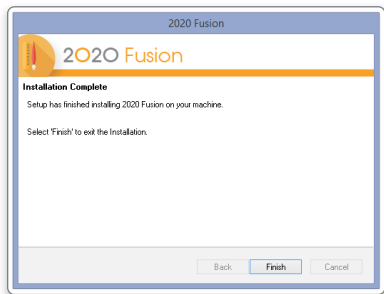 2020 Fusion
2020 Fusion
Installation Complete
Setup has finished installing 2020 Fusion on your machine.
Select 'Finish' to exit the Installation.
Back Finish Cancel